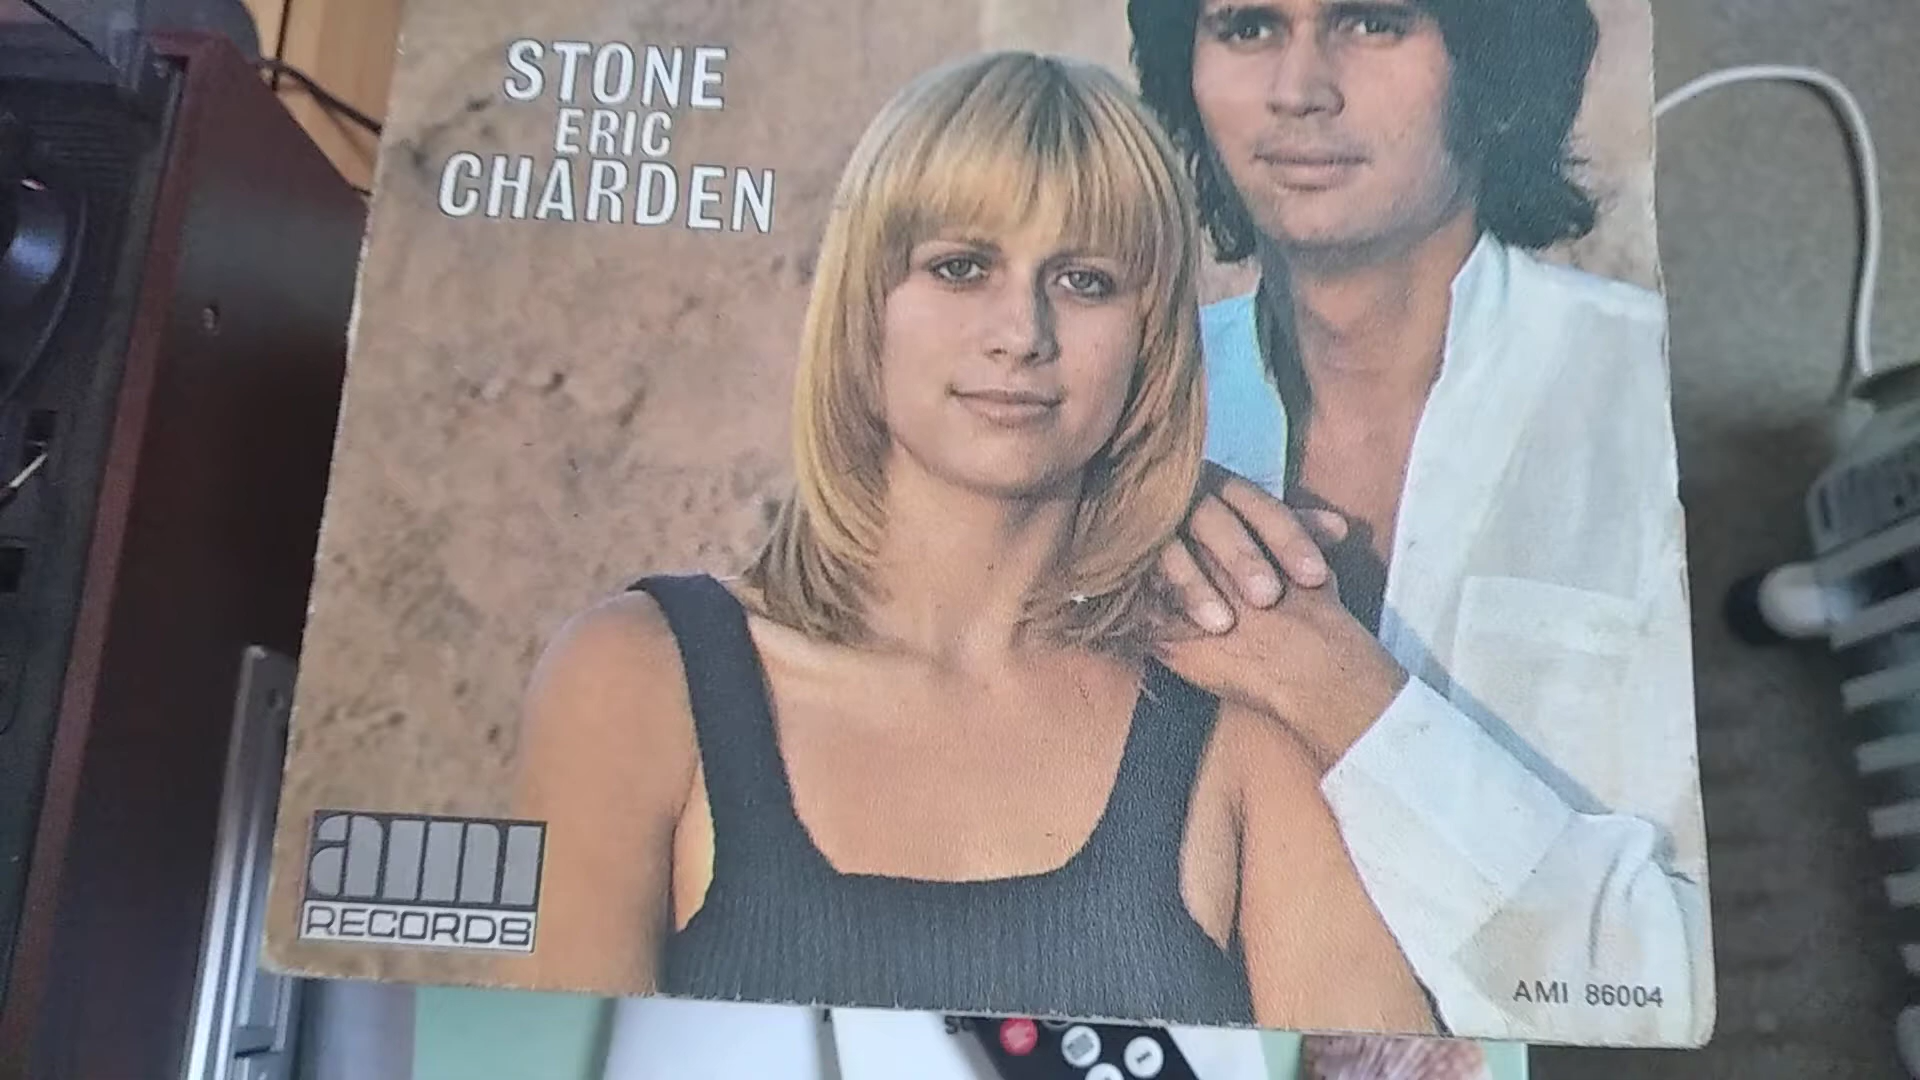 STONE
ERIC
CHARDEN
ami
RECORDS
AMI 86004